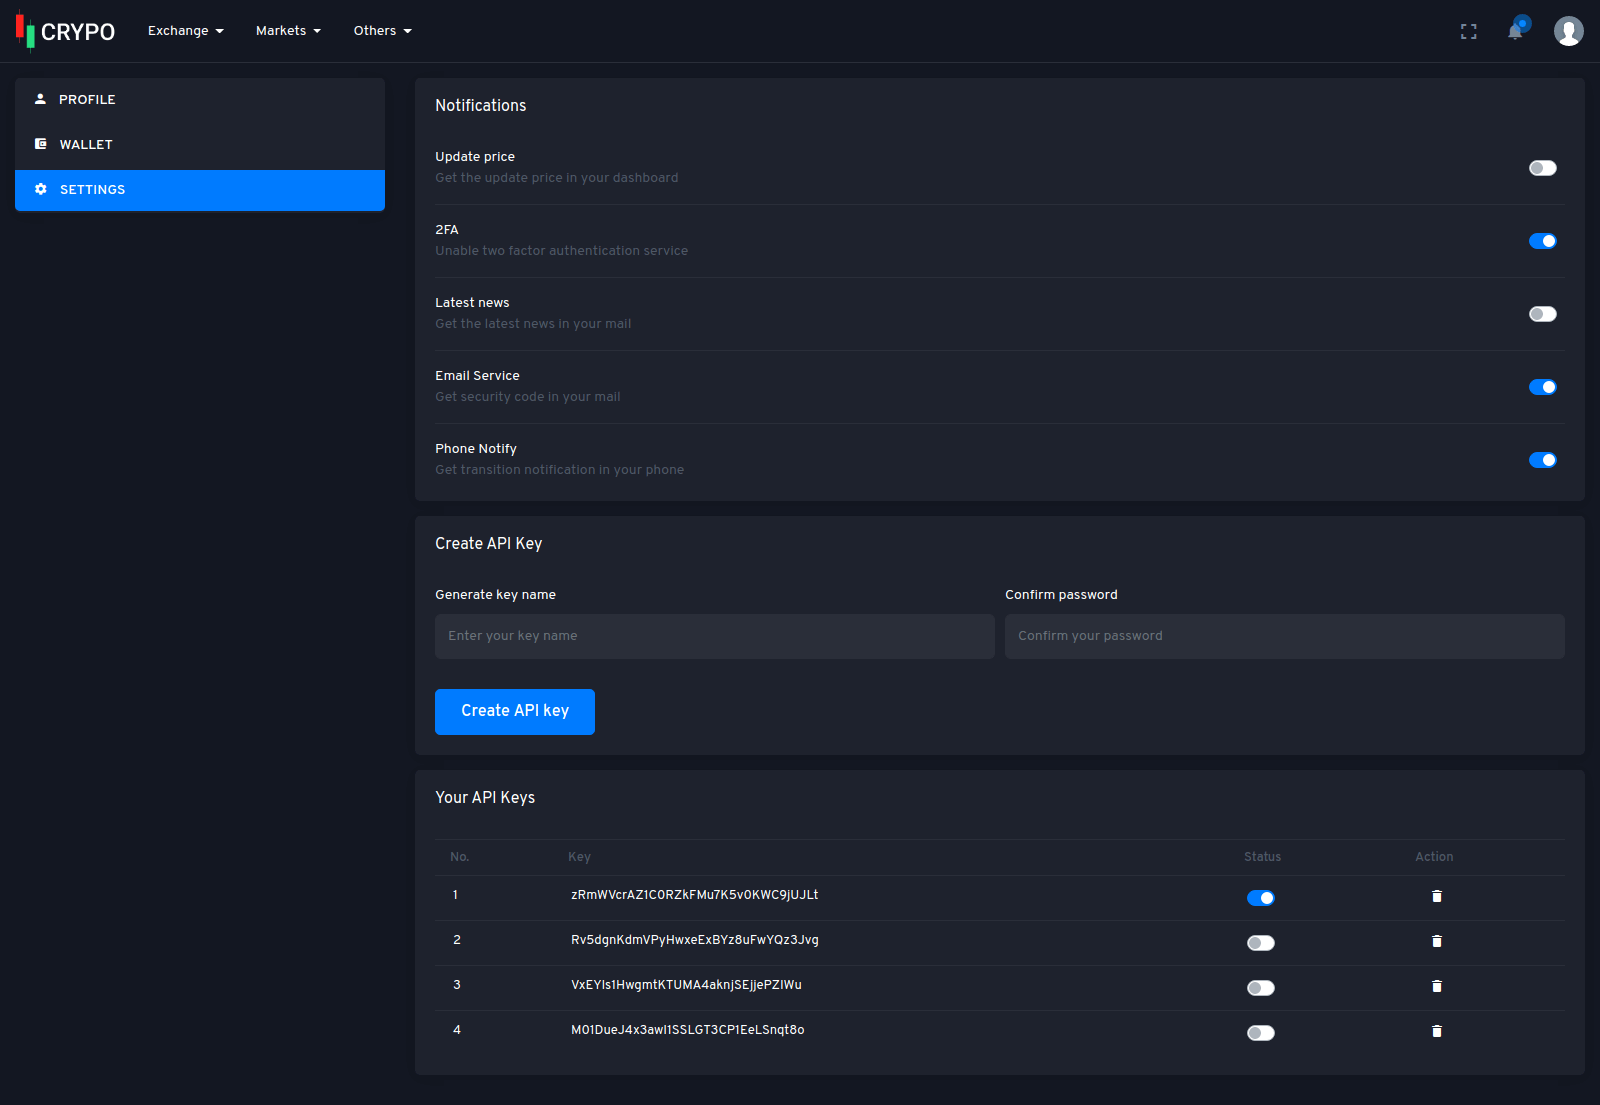 CRYPO
Exchange
Markets
Others
PROFILE
WALLET
SETTINGS
Notifications
Update price
Get the update price in your dashboard
2FA
Unable two factor authentication service
Latest news
Get the latest news in your mail
Email Service
Get security code in your mail
Phone Notify
Get transition notification in your phone
Create API Key
Generate key name
Confirm password
Enter your key name
Confirm your password
Create API key
Your API Keys
No. Key Status Action
1 zRmWVcrAZ1C0RZkFMu7K5v0KWC9jUJLt
2 Rv5dgnKdmVPyHwxeExBYz8uFwYQz3Jvg
3 VxEYIs1HwgmtKTUMA4aknjSEjjePZIWu
4 M01DueJ4x3awI1SSLGT3CP1EeLSnqt8o